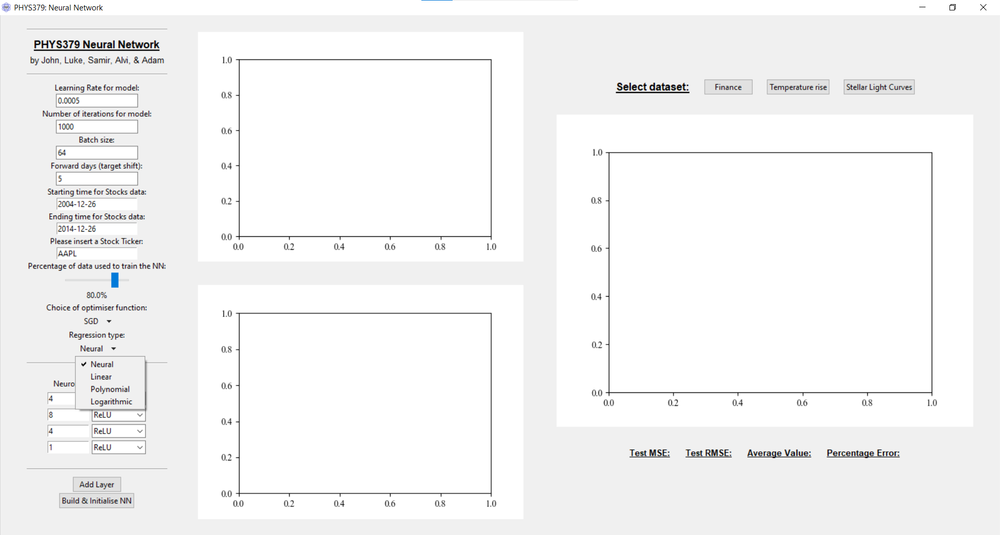 PHYS379: Neural Network
PHYS379 Neural Network
by John, Luke, Samir, Alvi, & Adam
Learning Rate for model:
0.0005
Number of iterations for model:
1000
Batch size:
64
Forward days (target shift):
5
Starting time for Stocks data:
2004-12-26
Ending time for Stocks data:
2014-12-26
Please insert a Stock Ticker:
AAPL
Percentage of data used to train the NN:
80.0%
Choice of optimiser function:
SGD
Regression type:
Neural
Neural
Linear
Polynomial
Logarithmic
Neuro
4
8 ReLU
4 ReLU
1 ReLU
Add Layer
Build & Initialise NN
1.0
0.8
0.6
0.4
0.2
0.0
0.0 0.2 0.4 0.6 0.8 1.0
1.0
0.8
0.6
0.4
0.2
0.0
0.0 0.2 0.4 0.6 0.8 1.0
Select dataset: Finance Temperature rise Stellar Light Curves
1.0
0.8
0.6
0.4
0.2
0.0
0.0 0.2 0.4 0.6 0.8 1.0
Test MSE: Test RMSE: Average Value: Percentage Error: